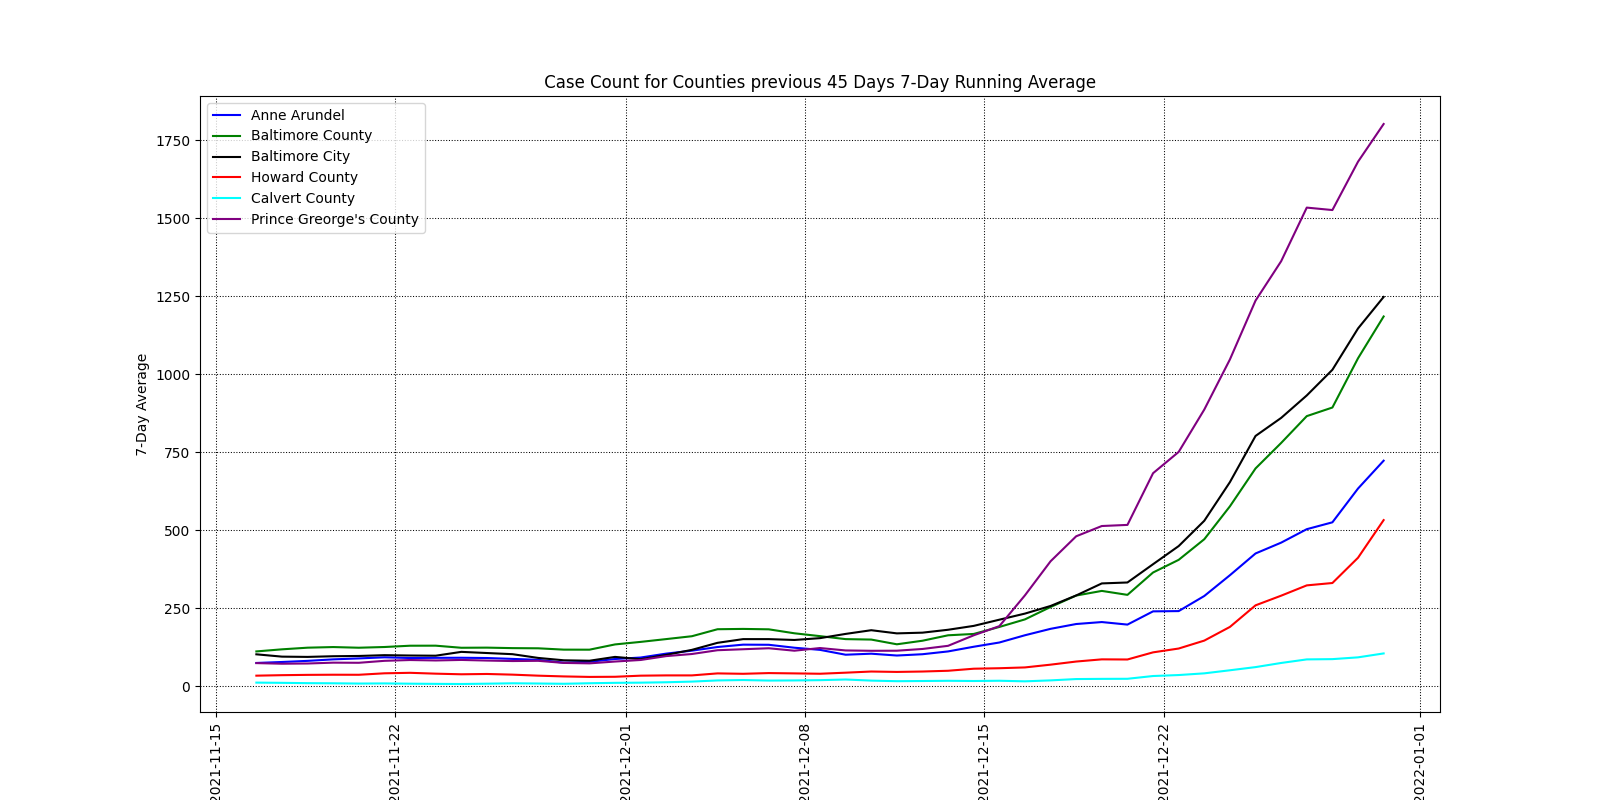 Case Count for Counties previous 45 Days 7-Day Running Average
Anne Arundel
Baltimore County
Baltimore City
Howard County
Calvert County
Prince Greorge's County
7-Day Average
1750
1500
1250
1000
750
500
250
0
2021-11-15
2021-11-22
2021-12-01
2021-12-08
2021-12-15
2021-12-22
2022-01-01